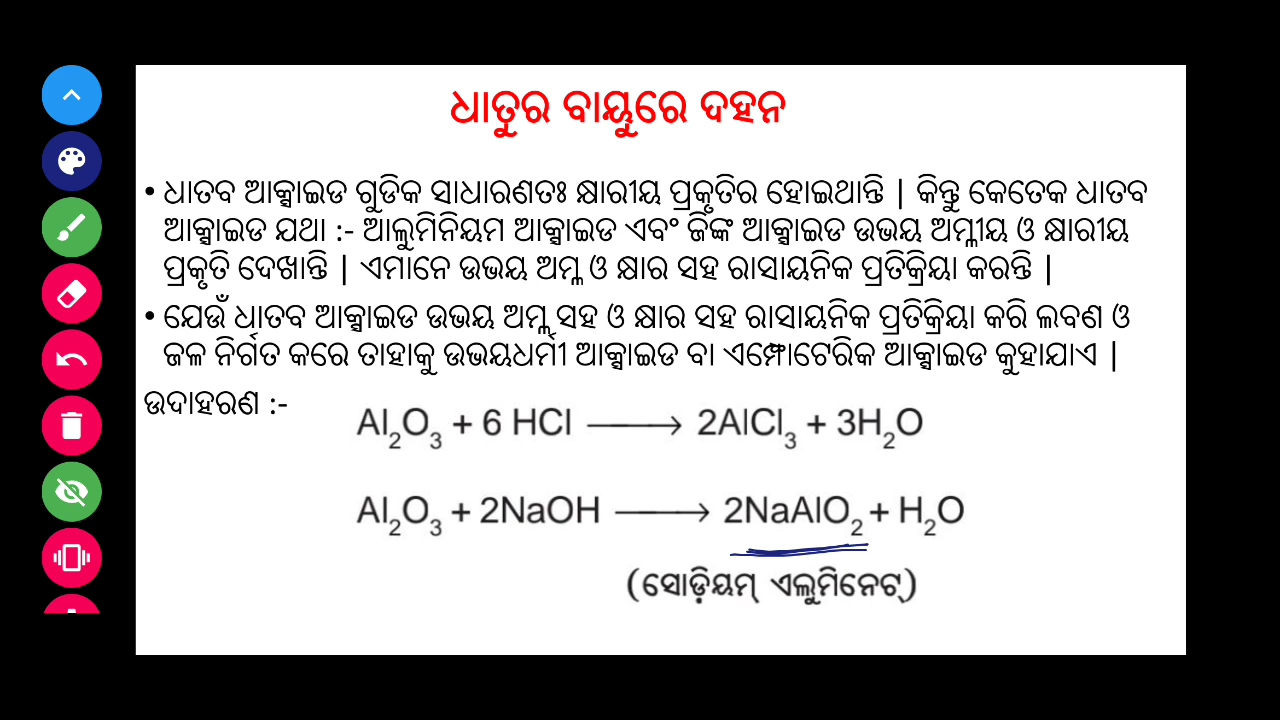 ଧାତୁର ବାୟୁରେ ଦହନ
• ଧାତବ ଆକ୍ସାଇଡ ଗୁଡିକ ସାଧାରଣତଃ କ୍ଷାରୀୟ ପ୍ରକୃତିର ହୋଇଥାନ୍ତି | କିନ୍ତୁ କେତେକ ଧାତବ
ଆକ୍ସାଇଡ ଯଥା :- ଆଲୁମିନିୟମ ଆକ୍ସାଇଡ ଏବଂ ଜିଙ୍କ ଆକ୍ସାଇଡ ଉଭୟ ଅମ୍ଳୀୟ ଓ କ୍ଷାରୀୟ
ପ୍ରକୃତି ଦେଖାନ୍ତି | ଏମାନେ ଉଭୟ ଅମ୍ଳ ଓ କ୍ଷାର ସହ ରାସାୟନିକ ପ୍ରତିକ୍ରିୟା କରନ୍ତି |
• ଯେଉଁ ଧାତବ ଆକ୍ସାଇଡ ଉଭୟ ଅମ୍ଳ ସହ ଓ କ୍ଷାର ସହ ରାସାୟନିକ ପ୍ରତିକ୍ରିୟା କରି ଲବଣ ଓ
ଜଳ ନିର୍ଗତ କରେ ତାହାକୁ ଉଭୟଧର୍ମୀ ଆକ୍ସାଇଡ ବା ଏମ୍ଫୋଟେରିକ ଆକ୍ସାଇଡ କୁହାଯାଏ |
ଉଦାହରଣ :-
Al₂O₃ + 6 HCl ⟶ 2AlCl₃ + 3H₂O
Al₂O₃ + 2NaOH ⟶ 2NaAlO₂ + H₂O
(ସୋଡ଼ିୟମ୍ ଏଲୁମିନେଟ୍)